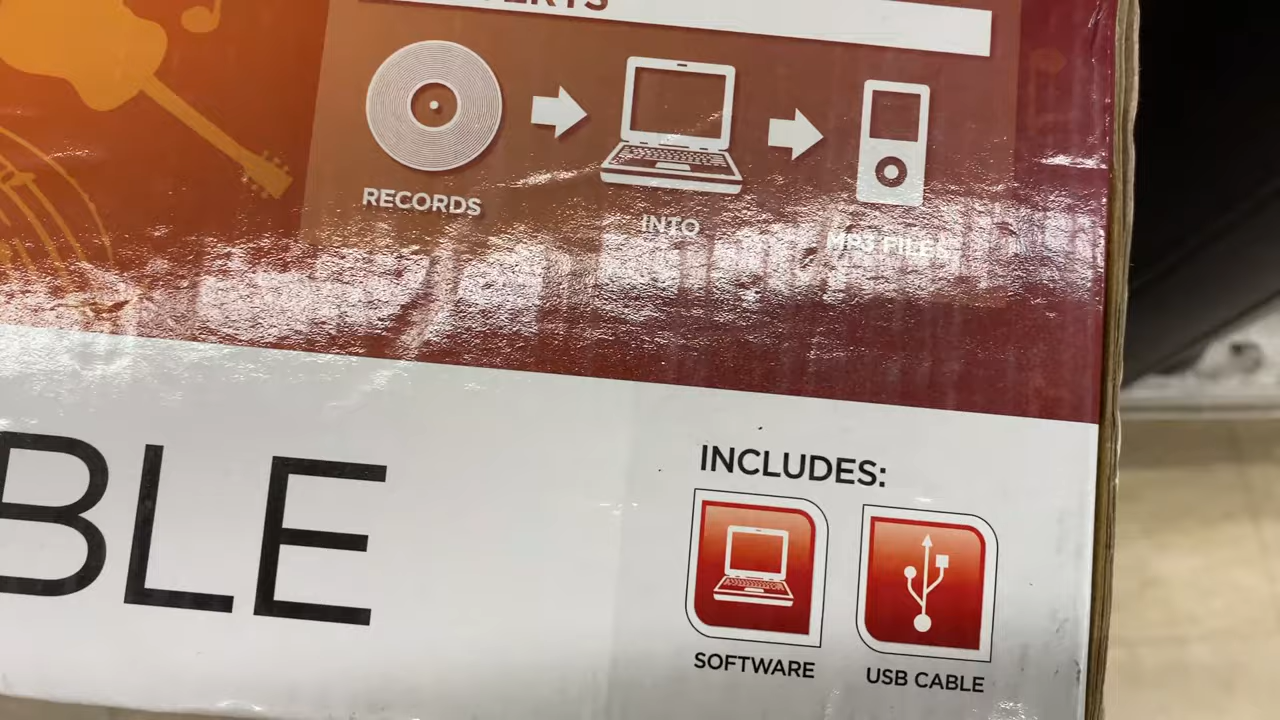 RECORDS
INTO
MP3 FILES
BLE
INCLUDES:
SOFTWARE
USB CABLE